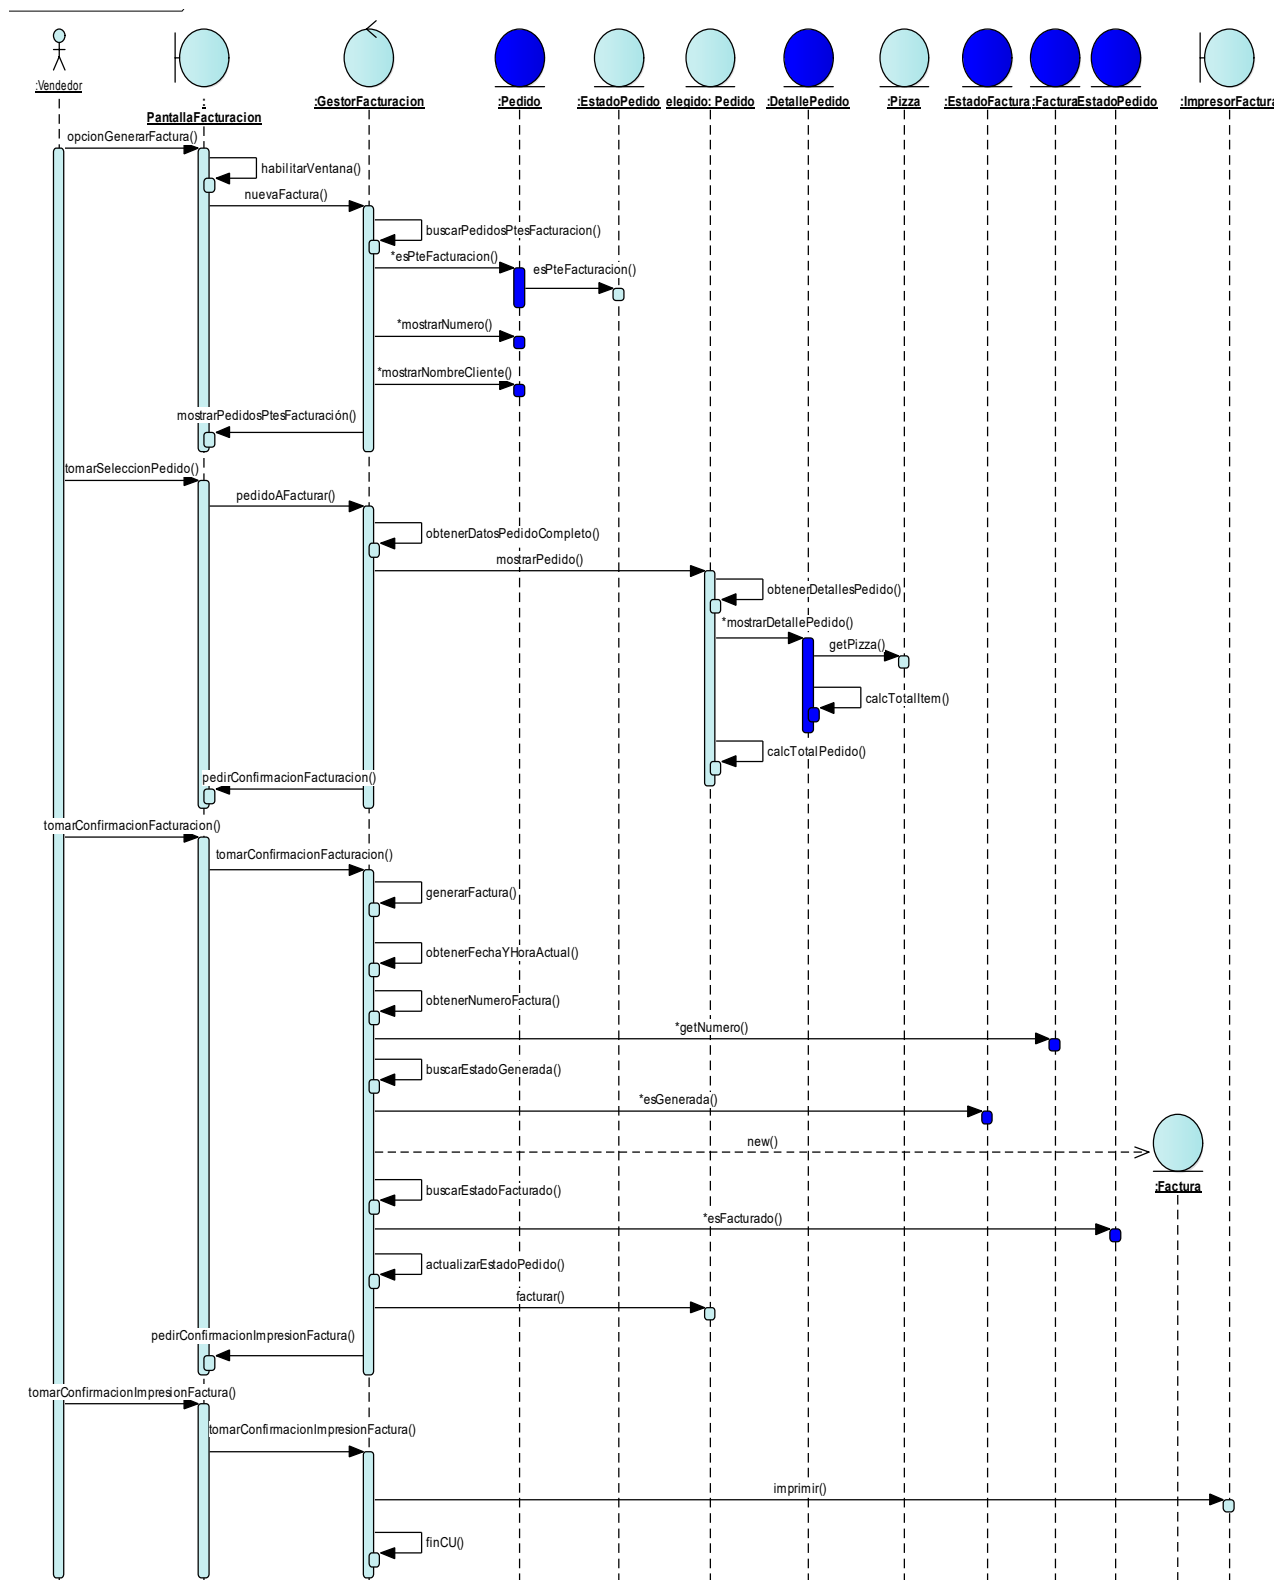 :Vendedor
:
PantallaFacturacion
:GestorFacturacion
:Pedido
:EstadoPedido
elegido: Pedido
:DetallePedido
:Pizza
:EstadoFactura
:Factura
EstadoPedido
:ImpresorFactura
opcionGenerarFactura()
habilitarVentana()
nuevaFactura()
buscarPedidosPtesFacturacion()
*esPteFacturacion()
esPteFacturacion()
*mostrarNumero()
*mostrarNombreCliente()
mostrarPedidosPtesFacturación()
tomarSeleccionPedido()
pedidoAFacturar()
obtenerDatosPedidoCompleto()
mostrarPedido()
obtenerDetallesPedido()
*mostrarDetallePedido()
getPizza()
calcTotalItem()
calcTotalPedido()
pedirConfirmacionFacturacion()
tomarConfirmacionFacturacion()
tomarConfirmacionFacturacion()
generarFactura()
obtenerFechaYHoraActual()
obtenerNumeroFactura()
*getNumero()
buscarEstadoGenerada()
*esGenerada()
new()
:Factura
buscarEstadoFacturado()
*esFacturado()
actualizarEstadoPedido()
facturar()
pedirConfirmacionImpresionFactura()
tomarConfirmacionImpresionFactura()
tomarConfirmacionImpresionFactura()
imprimir()
finCU()